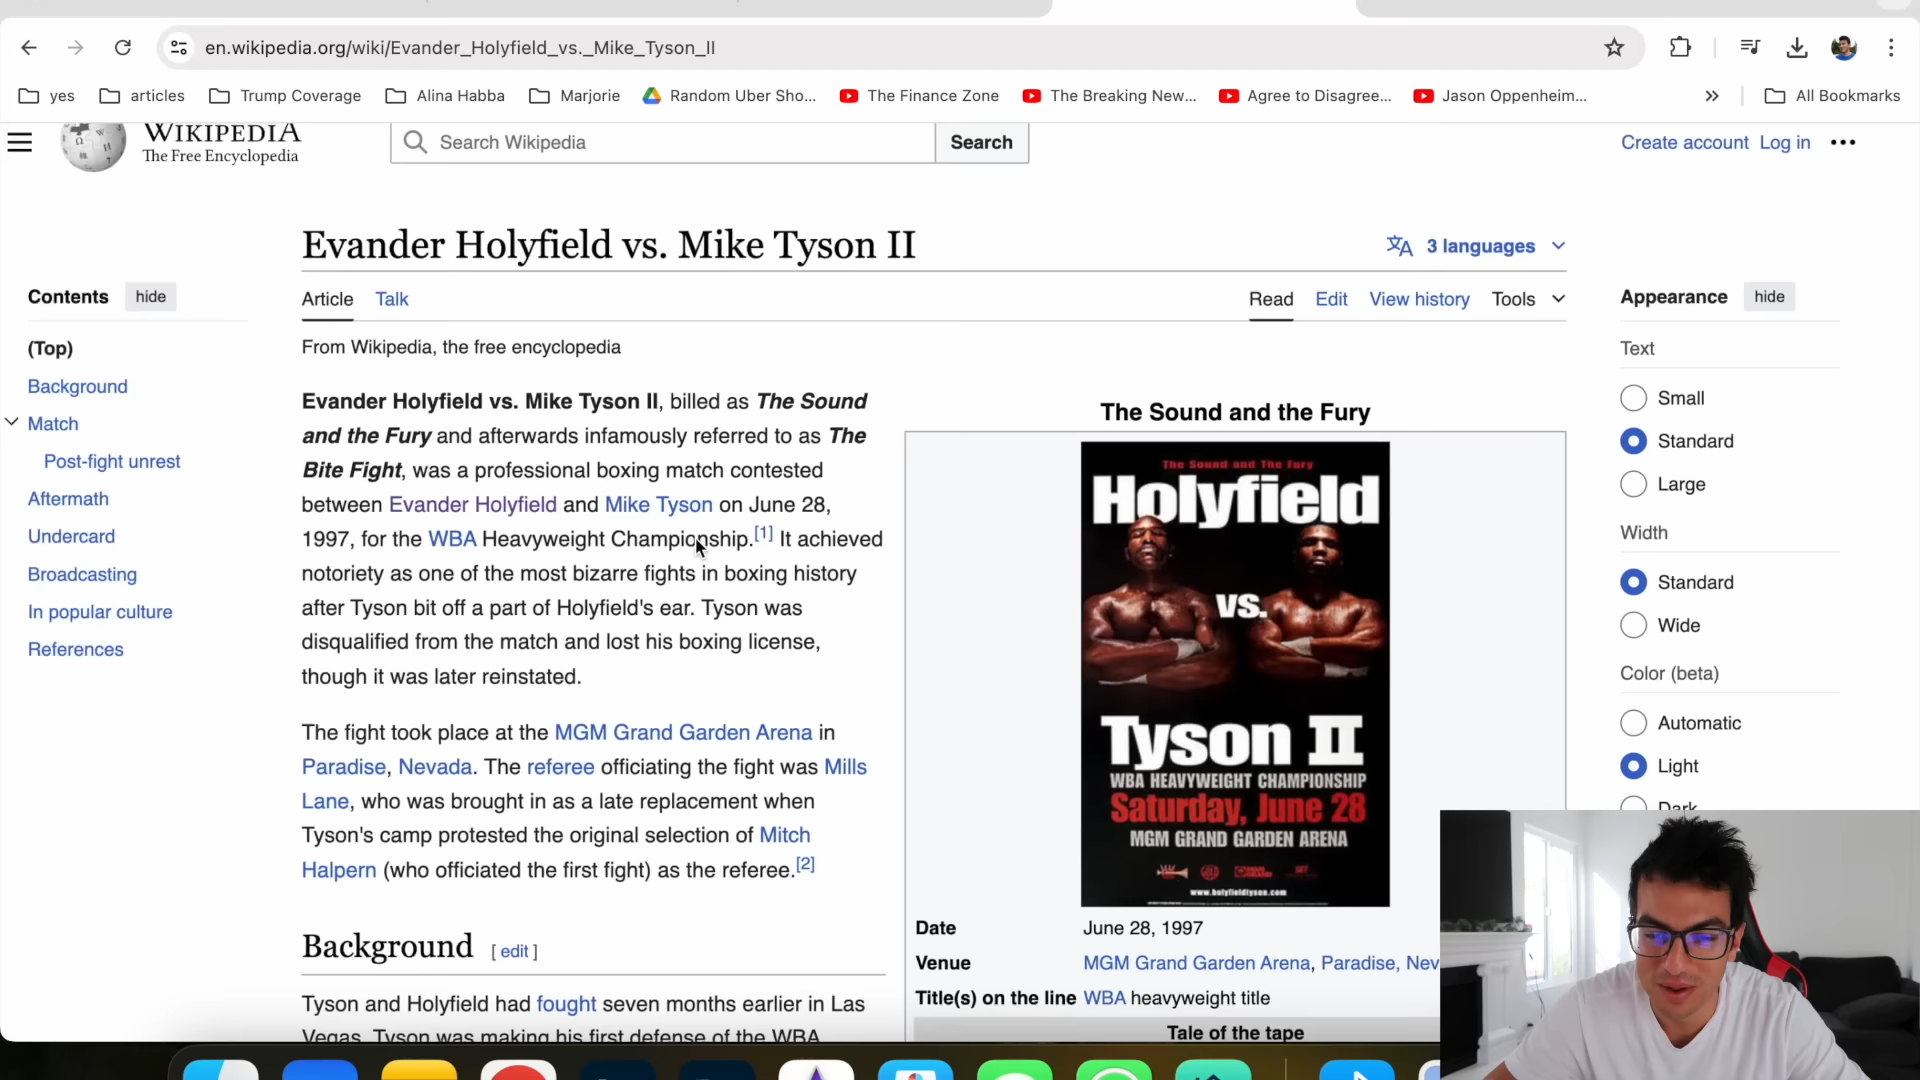 en.wikipedia.org/wiki/Evander_Holyfield_vs._Mike_Tyson_II
yes articles Trump Coverage Alina Habba Marjorie Random Uber Sho... The Finance Zone The Breaking New... Agree to Disagree... Jason Oppenheim... » All Bookmarks
WIKIPEDIA
The Free Encyclopedia
Search Wikipedia Search
Create account Log in
Evander Holyfield vs. Mike Tyson II
3 languages
Contents hide
Article Talk Read Edit View history Tools
Appearance hide
From Wikipedia, the free encyclopedia
(Top)
Background
Match
Post-fight unrest
Aftermath
Undercard
Broadcasting
In popular culture
References
Evander Holyfield vs. Mike Tyson II, billed as The Sound
and the Fury and afterwards infamously referred to as The
Bite Fight, was a professional boxing match contested
between Evander Holyfield and Mike Tyson on June 28,
1997, for the WBA Heavyweight Championship.[1] It achieved
notoriety as one of the most bizarre fights in boxing history
after Tyson bit off a part of Holyfield's ear. Tyson was
disqualified from the match and lost his boxing license,
though it was later reinstated.
The fight took place at the MGM Grand Garden Arena in
Paradise, Nevada. The referee officiating the fight was Mills
Lane, who was brought in as a late replacement when
Tyson's camp protested the original selection of Mitch
Halpern (who officiated the first fight) as the referee.[2]
Background [ edit ]
Tyson and Holyfield had fought seven months earlier in Las
Vegas. Tyson was making his first defense of the WBA
The Sound and the Fury
The Sound and The Fury
Holyfield
vs.
Tyson II
WBA HEAVYWEIGHT CHAMPIONSHIP
Saturday, June 28
MGM GRAND GARDEN ARENA
www.holyfieldtyson.com
Date June 28, 1997
Venue MGM Grand Garden Arena, Paradise, Nev
Title(s) on the line WBA heavyweight title
Tale of the tape
Text
Small
Standard
Large
Width
Standard
Wide
Color (beta)
Automatic
Light
Dark